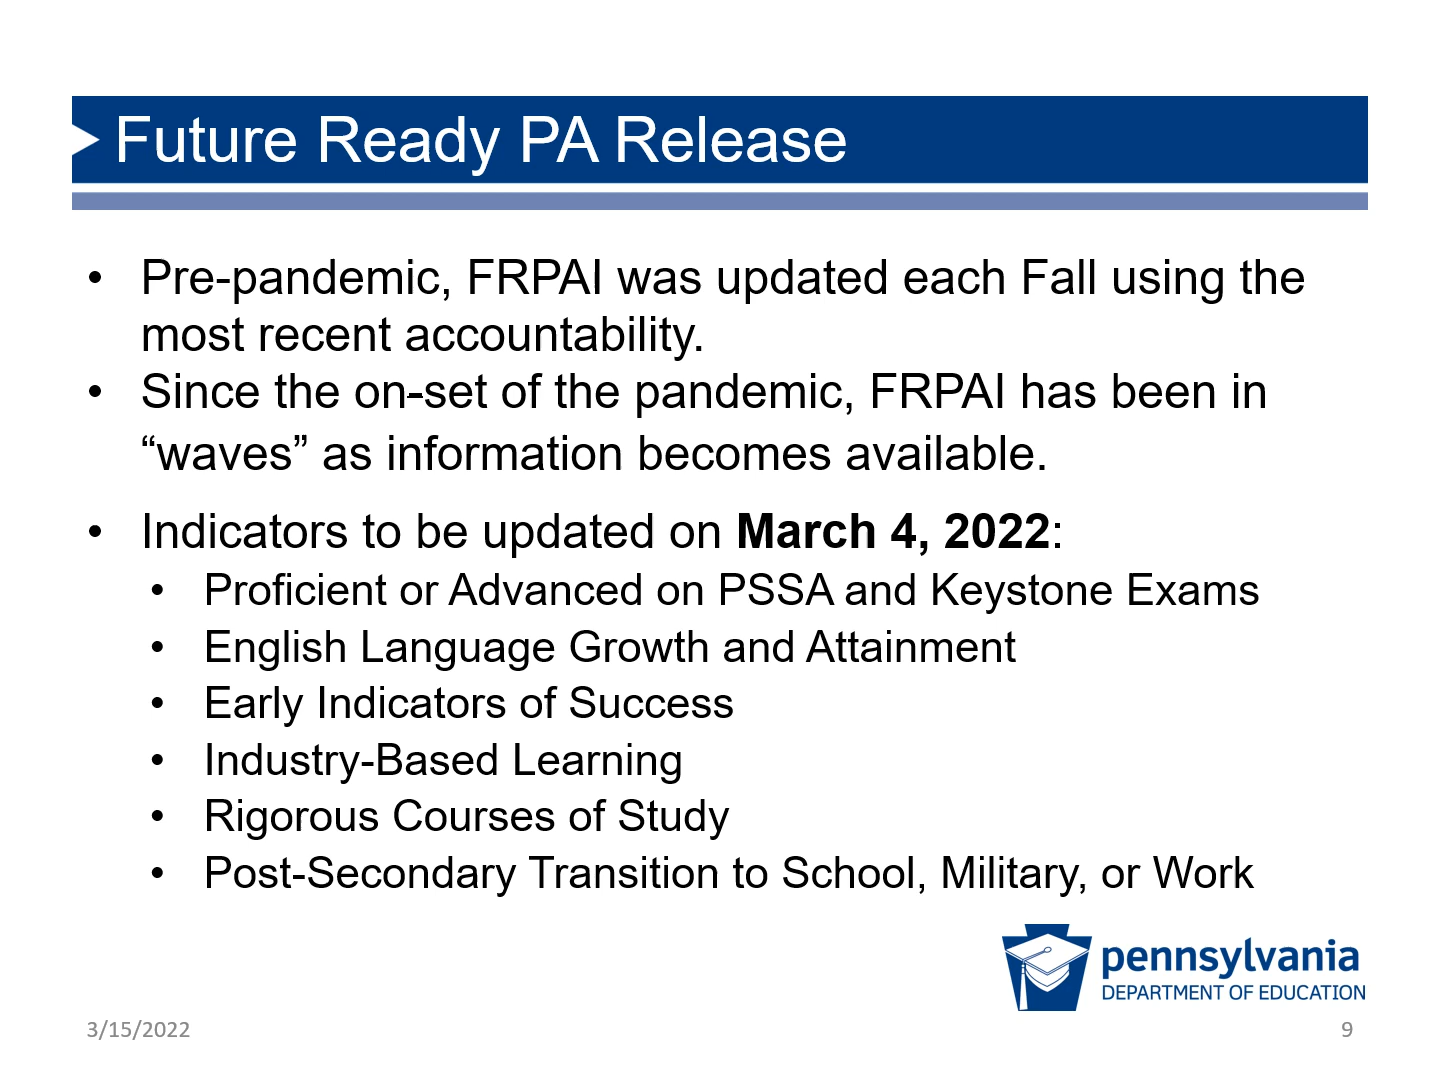 Future Ready PA Release
• Pre-pandemic, FRPAI was updated each Fall using the
most recent accountability.
• Since the on-set of the pandemic, FRPAI has been in
“waves” as information becomes available.
• Indicators to be updated on March 4, 2022:
• Proficient or Advanced on PSSA and Keystone Exams
• English Language Growth and Attainment
• Early Indicators of Success
• Industry-Based Learning
• Rigorous Courses of Study
• Post-Secondary Transition to School, Military, or Work
pennsylvania
DEPARTMENT OF EDUCATION
3/15/2022
9